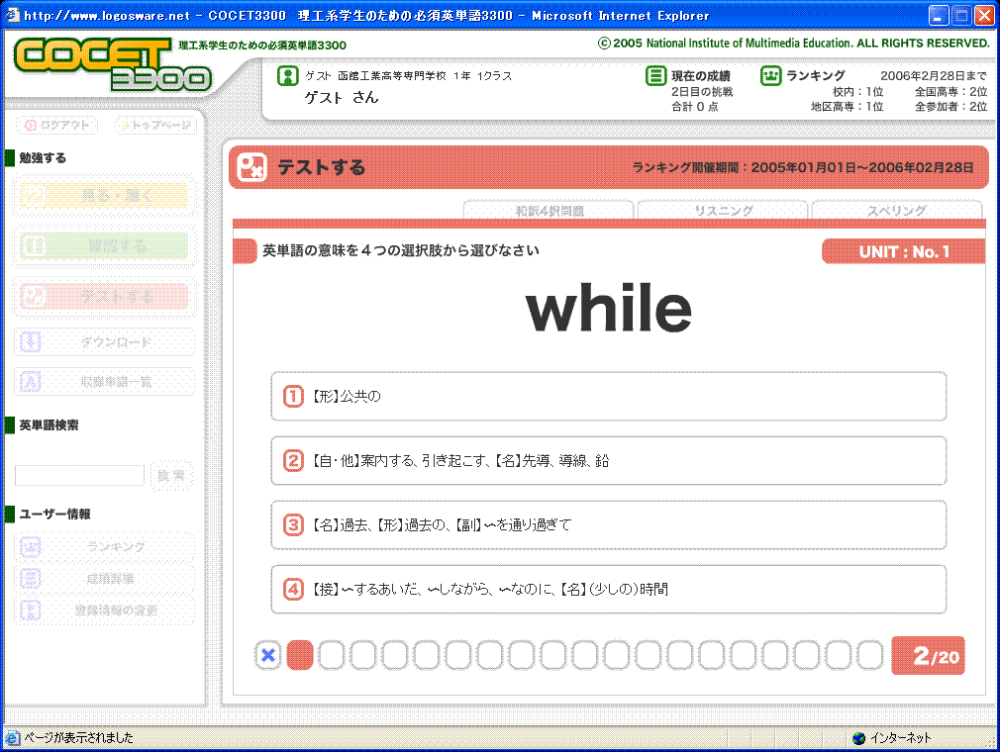 http://www.logosware.net - COCET3300 理工系学生のための必須英単語3300 - Microsoft Internet Explorer
COCET 3300
理工系学生のための必須英単語3300
©2005 National Institute of Multimedia Education. ALL RIGHTS RESERVED.
ゲスト 函館工業高等専門学校 1年 1クラス
ゲスト さん
現在の成績
2日目の挑戦
合計 0 点
ランキング 2006年2月28日まで
校内：1位 全国高専：2位
地区高専：1位 全参加者：2位
ログアウト トップページ
勉強する
見る・聴く
確認する
テストする
ダウンロード
収録単語一覧
英単語検索
検索
ユーザー情報
ランキング
成績詳細
登録情報の変更
テストする
ランキング開催期間：2005年01月01日～2006年02月28日
和訳4択問題 リスニング スペリング
英単語の意味を４つの選択肢から選びなさい
UNIT : No. 1
while
1 【形】公共の
2 【自・他】案内する、引き起こす、【名】先導、導線、鉛
3 【名】過去、【形】過去の、【副】～を通り過ぎて
4 【接】～するあいだ、～しながら、～なのに、【名】（少しの）時間
2/20
ページが表示されました
インターネット